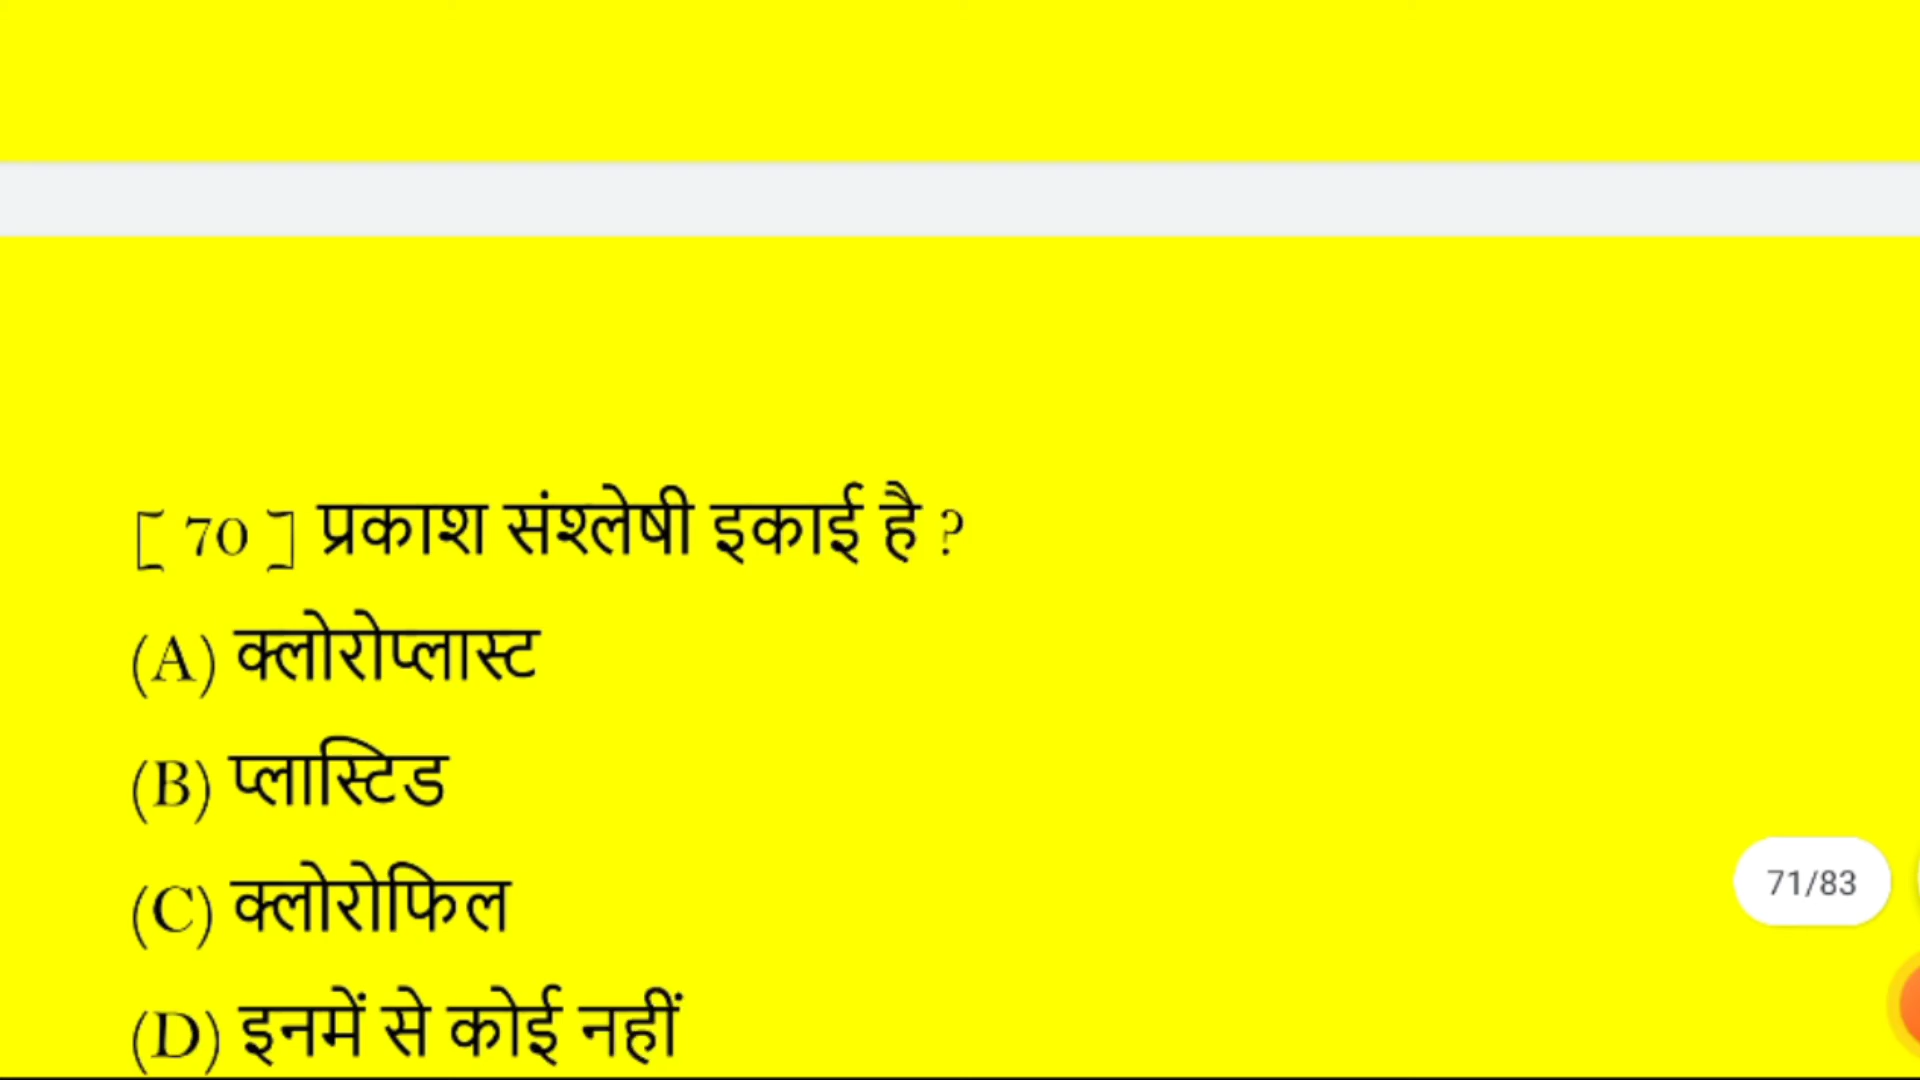 [ 70 ] प्रकाश संश्लेषी इकाई है ?
(A) क्लोरोप्लास्ट
(B) प्लास्टिड
(C) क्लोरोफिल
71/83
(D) इनमें से कोई नहीं